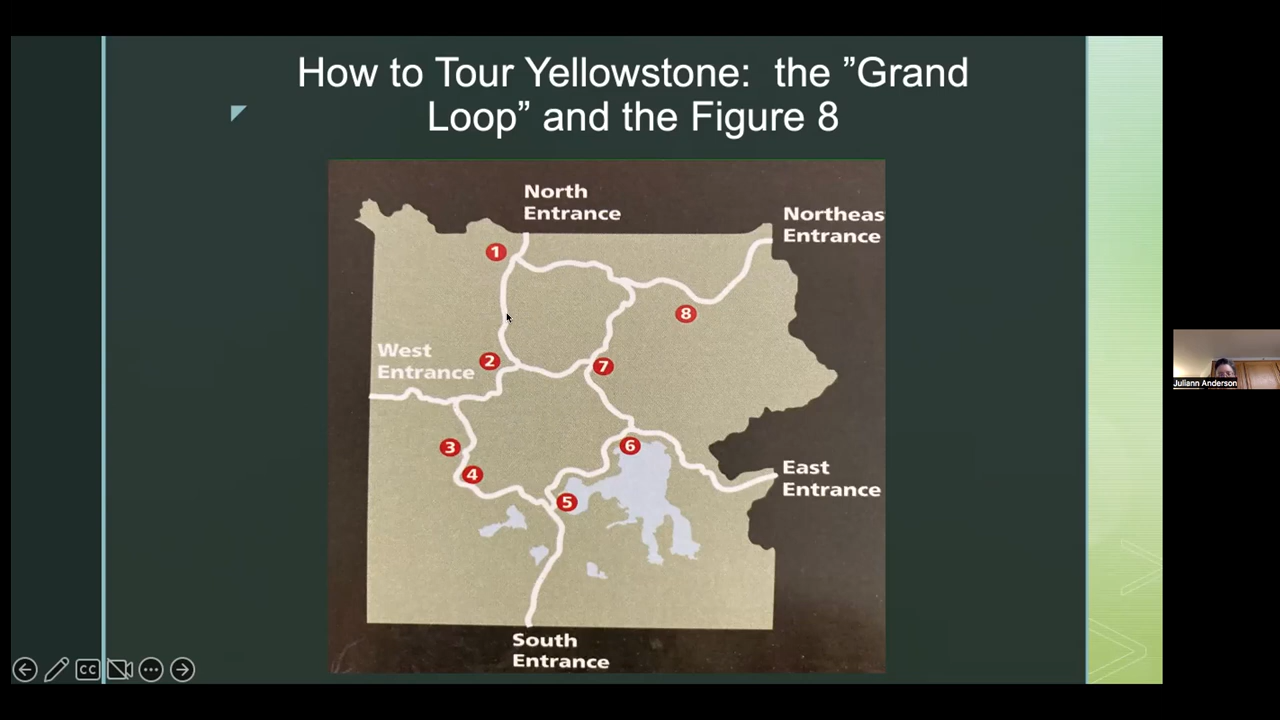 How to Tour Yellowstone:  the ”Grand
Loop” and the Figure 8
North
Entrance
Northeas
Entrance
1
8
West
Entrance
2
7
3
4
6
5
East
Entrance
South
Entrance
Juliann Anderson
CC